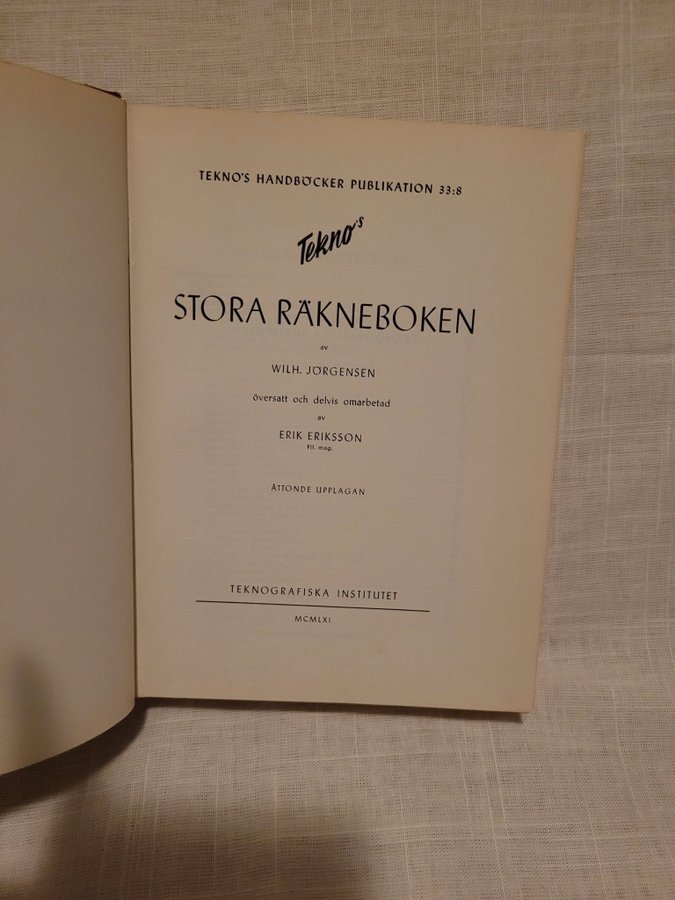 TEKNO'S HANDBÖCKER PUBLIKATION 33:8
Tekno's
STORA RÄKNEBOKEN
av
WILH. JÖRGENSEN
översatt och delvis omarbetad
av
ERIK ERIKSSON
Fil. mag.
ÅTTONDE UPPLAGAN
TEKNOGRAFISKA INSTITUTET
MCMLXI